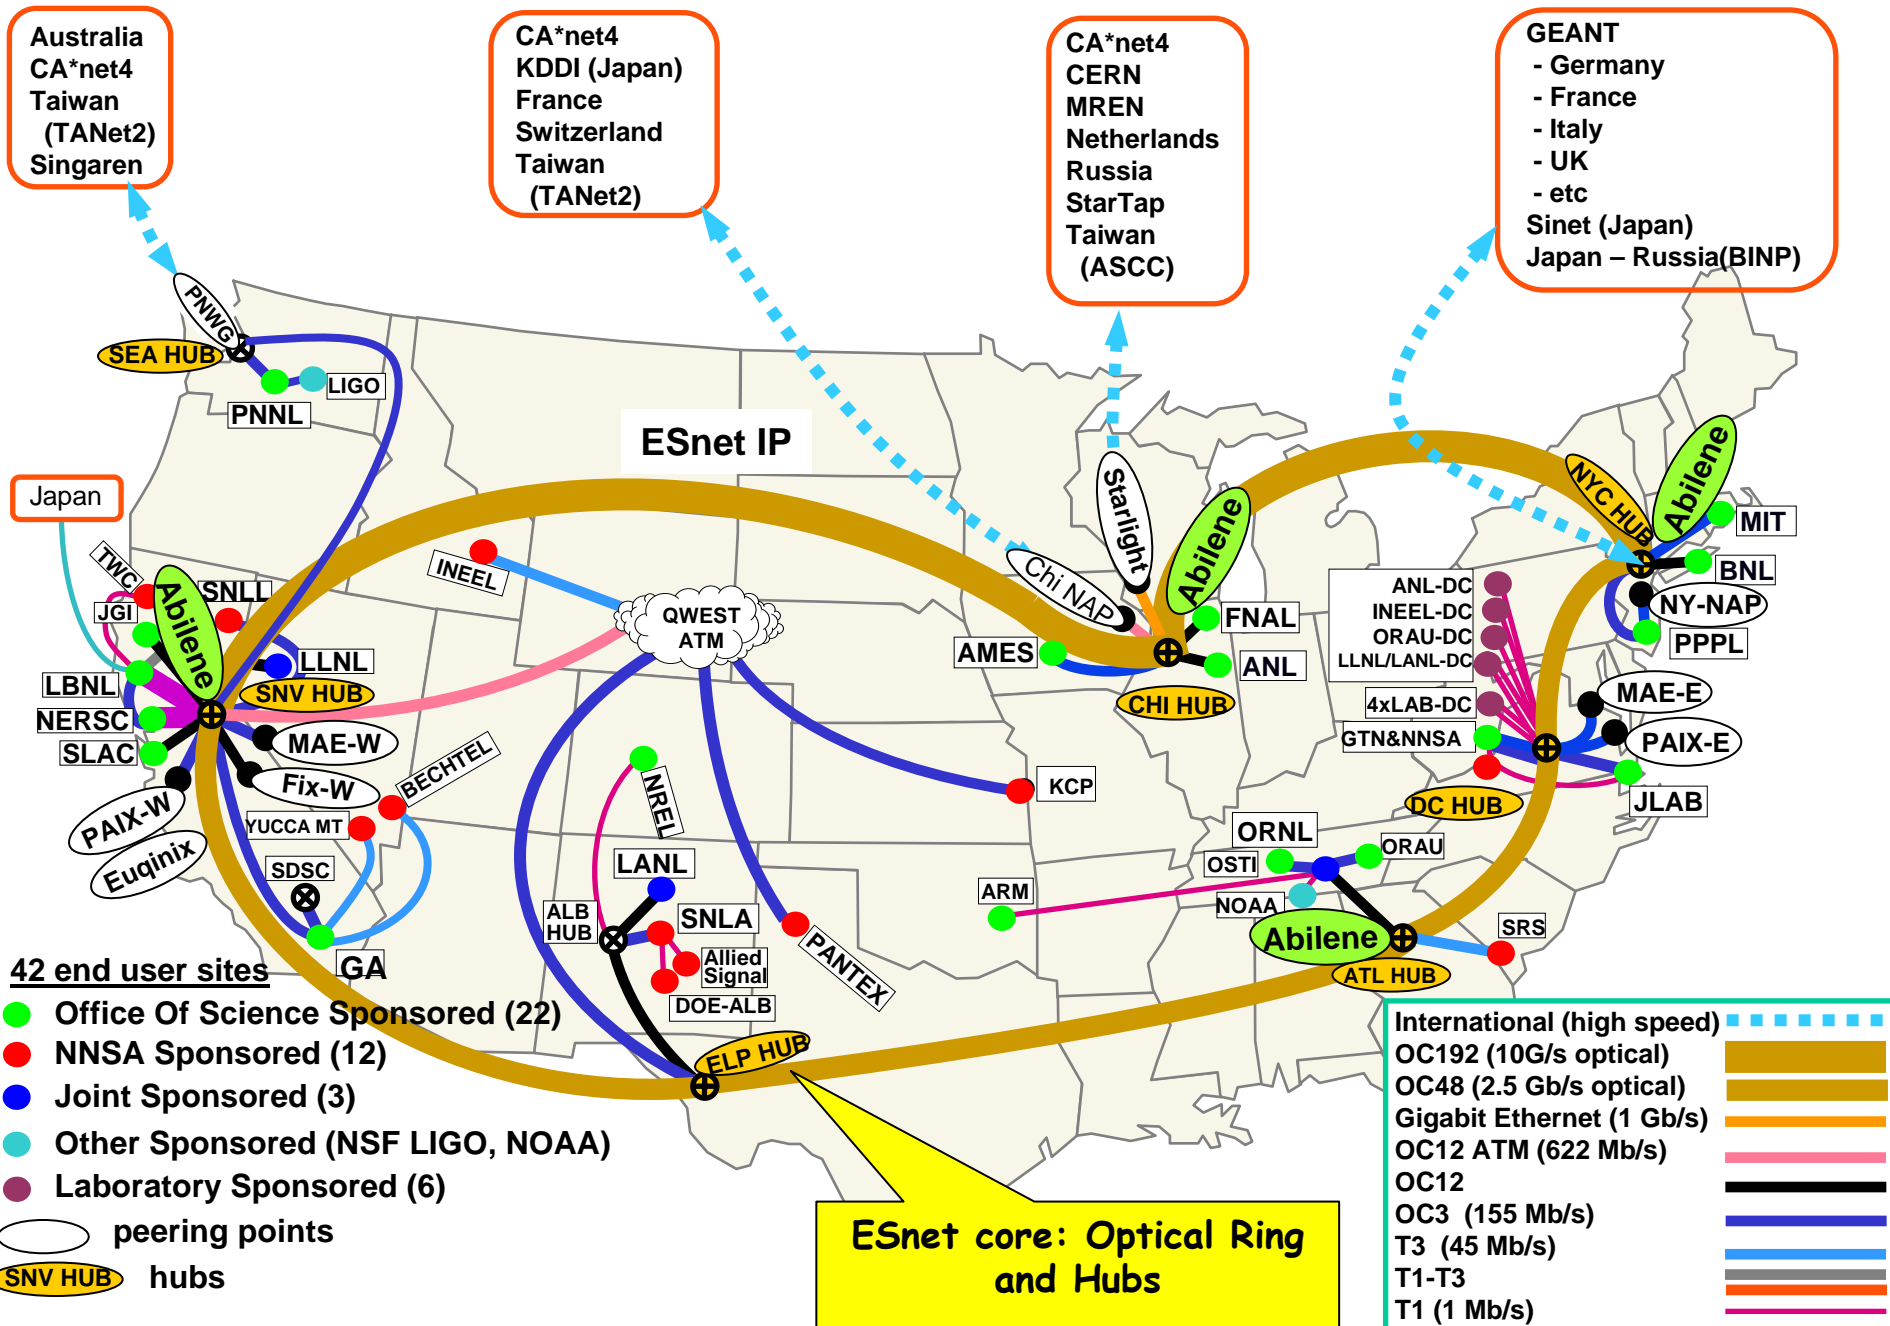 Australia
CA*net4
Taiwan
(TANet2)
Singaren
CA*net4
KDDI (Japan)
France
Switzerland
Taiwan
(TANet2)
CA*net4
CERN
MREN
Netherlands
Russia
StarTap
Taiwan
(ASCC)
GEANT
- Germany
- France
- Italy
- UK
- etc
Sinet (Japan)
Japan – Russia(BINP)
PNWG
SEA HUB
LIGO
PNNL
ESnet IP
Japan
TWC
JGI
Abilene
SNLL
LLNL
SNV HUB
LBNL
NERSC
SLAC
MAE-W
Fix-W
PAIX-W
Euqinix
BECHTEL
YUCCA MT
SDSC
GA
INEEL
QWEST
ATM
NREL
LANL
ALB
HUB
SNLA
Allied
Signal
DOE-ALB
PANTEX
KCP
ELP HUB
Starlight
Chi NAP
Abilene
FNAL
AMES
ANL
CHI HUB
NYC HUB
Abilene
MIT
BNL
NY-NAP
PPPL
ANL-DC
INEEL-DC
ORAU-DC
LLNL/LANL-DC
4xLAB-DC
GTN&NNSA
MAE-E
PAIX-E
DC HUB
JLAB
ORNL
OSTI
ORAU
ARM
NOAA
Abilene
SRS
ATL HUB
42 end user sites
Office Of Science Sponsored (22)
NNSA Sponsored (12)
Joint Sponsored (3)
Other Sponsored (NSF LIGO, NOAA)
Laboratory Sponsored (6)
peering points
SNV HUB
hubs
ESnet core: Optical Ring
and Hubs
International (high speed)
OC192 (10G/s optical)
OC48 (2.5 Gb/s optical)
Gigabit Ethernet (1 Gb/s)
OC12 ATM (622 Mb/s)
OC12
OC3 (155 Mb/s)
T3 (45 Mb/s)
T1-T3
T1 (1 Mb/s)